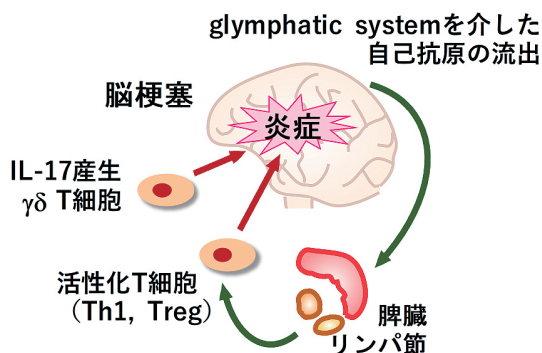 glymphatic systemを介した
自己抗原の流出
脳梗塞
炎症
IL-17産生
γδ T細胞
活性化T細胞
（Th1, Treg）
脾臓
リンパ節